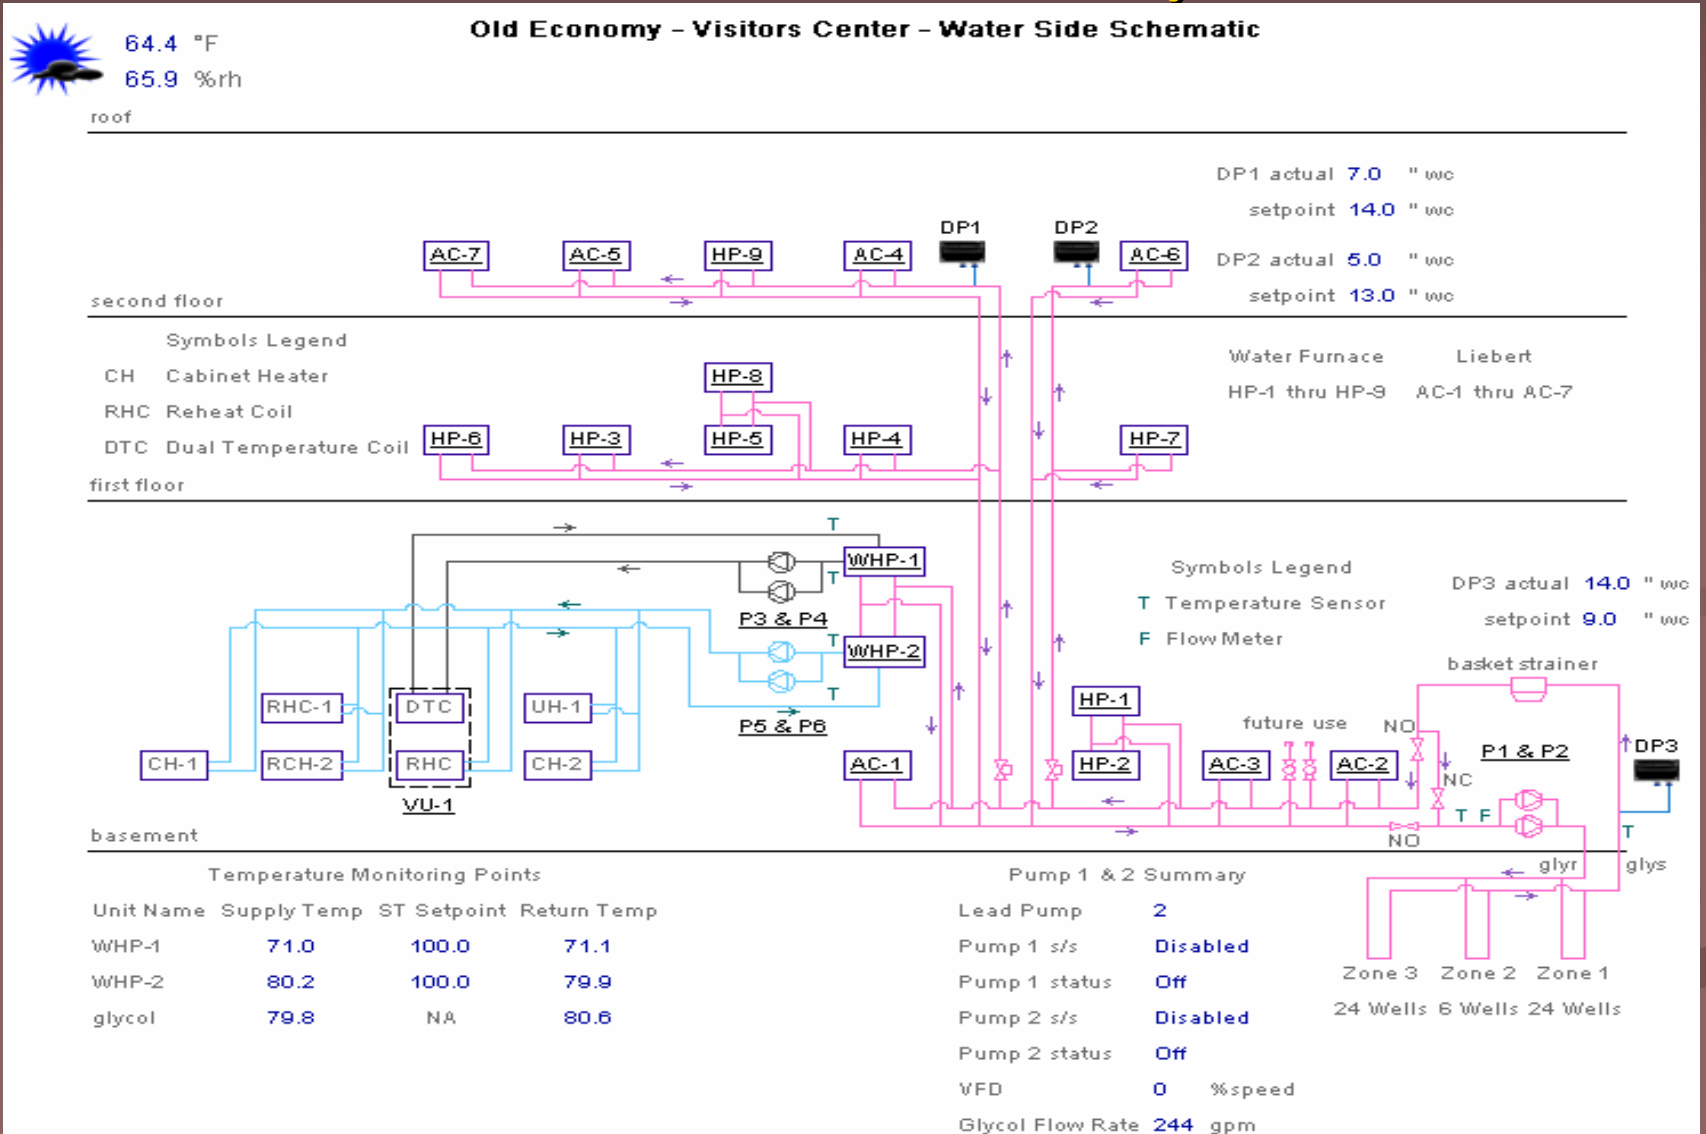 Old Economy - Visitors Center - Water Side Schematic
64.4 °F
65.9 %rh
roof
DP1 actual 7.0 " wc
setpoint 14.0 " wc
DP1 DP2
AC-7 AC-5 HP-9 AC-4 AC-6
DP2 actual 5.0 " wc
setpoint 13.0 " wc
second floor
Symbols Legend
CH Cabinet Heater
RHC Reheat Coil
DTC Dual Temperature Coil
Water Furnace Liebert
HP-1 thru HP-9 AC-1 thru AC-7
HP-8
HP-6 HP-3 HP-5 HP-4 HP-7
first floor
T
WHP-1
T
P3 & P4
T
WHP-2
T
P5 & P6
Symbols Legend
T Temperature Sensor
F Flow Meter
DP3 actual 14.0 " wc
setpoint 9.0 " wc
basket strainer
RHC-1 DTC UH-1
CH-1 RCH-2 RHC CH-2
VU-1
HP-1
future use
NO
P1 & P2
DP3
AC-1 HP-2 AC-3 AC-2
NC
T F
T
NO
basement
glyr glys
Zone 3 Zone 2 Zone 1
24 Wells 6 Wells 24 Wells
Temperature Monitoring Points
Unit Name Supply Temp ST Setpoint Return Temp
WHP-1 71.0 100.0 71.1
WHP-2 80.2 100.0 79.9
glycol 79.8 NA 80.6
Pump 1 & 2 Summary
Lead Pump 2
Pump 1 s/s Disabled
Pump 1 status Off
Pump 2 s/s Disabled
Pump 2 status Off
VFD 0 %speed
Glycol Flow Rate 244 gpm